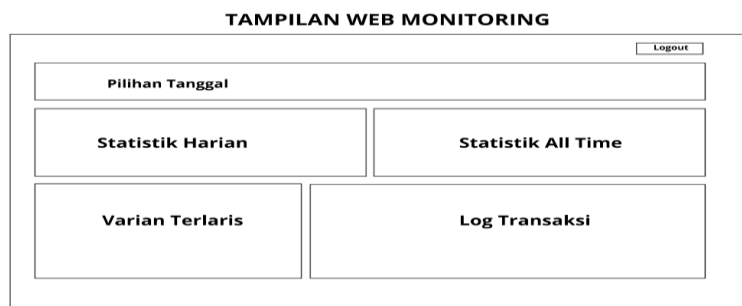 TAMPILAN WEB MONITORING
Logout
Pilihan Tanggal
Statistik Harian
Statistik All Time
Varian Terlaris
Log Transaksi